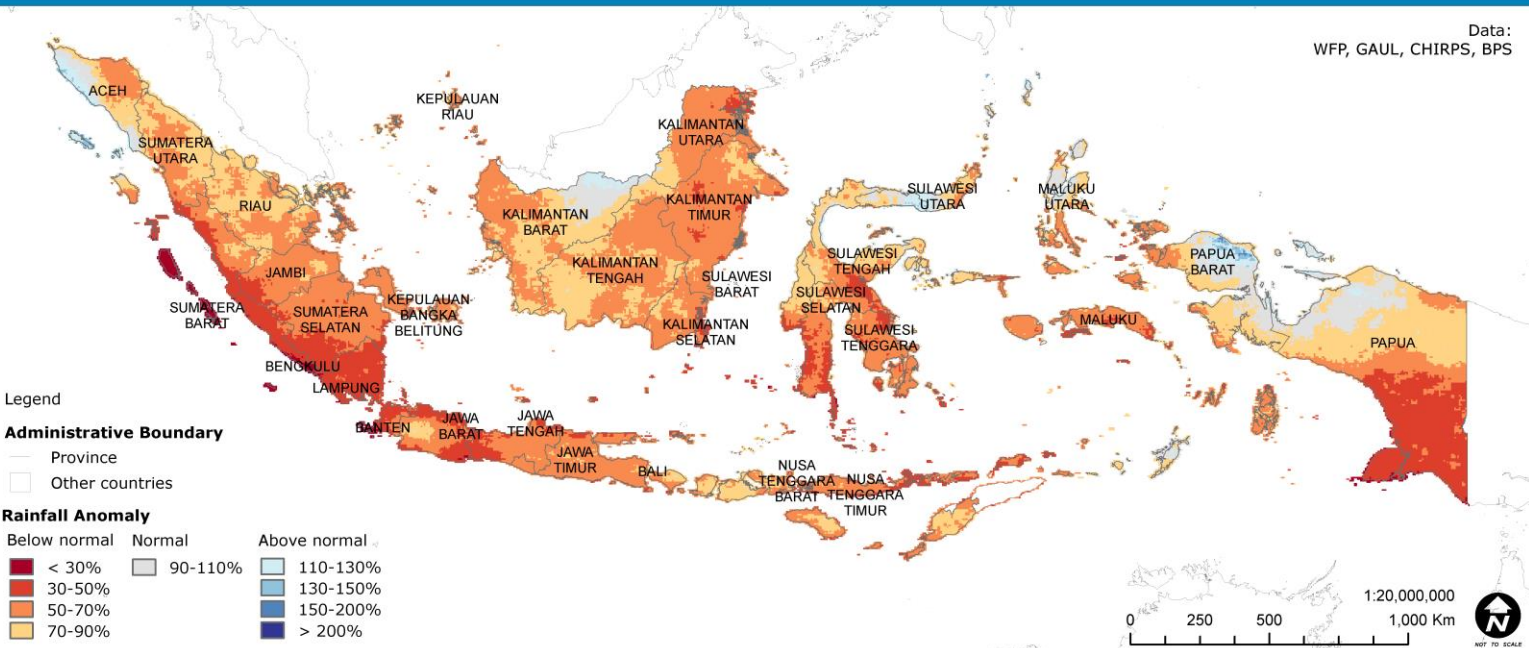 Data:
WFP, GAUL, CHIRPS, BPS
ACEH
SUMATERA
UTARA
RIAU
KEPULAUAN
RIAU
JAMBI
SUMATERA
BARAT
SUMATERA
SELATAN
KEPULAUAN
BANGKA
BELITUNG
BENGKULU
LAMPUNG
BANTEN
JAWA
BARAT
JAWA
TENGAH
JAWA
TIMUR
BALI
NUSA
TENGGARA
BARAT
NUSA
TENGGARA
TIMUR
KALIMANTAN
UTARA
KALIMANTAN
BARAT
KALIMANTAN
TIMUR
KALIMANTAN
TENGAH
KALIMANTAN
SELATAN
SULAWESI
BARAT
SULAWESI
UTARA
SULAWESI
TENGAH
SULAWESI
SELATAN
SULAWESI
TENGGARA
MALUKU
UTARA
MALUKU
PAPUA
BARAT
PAPUA
Legend
Administrative Boundary
Province
Other countries
Rainfall Anomaly
Below normal Normal Above normal
< 30% 90-110% 110-130%
30-50% 130-150%
50-70% 150-200%
70-90% > 200%
1:20,000,000
0 250 500 1,000 Km
N
NOT TO SCALE